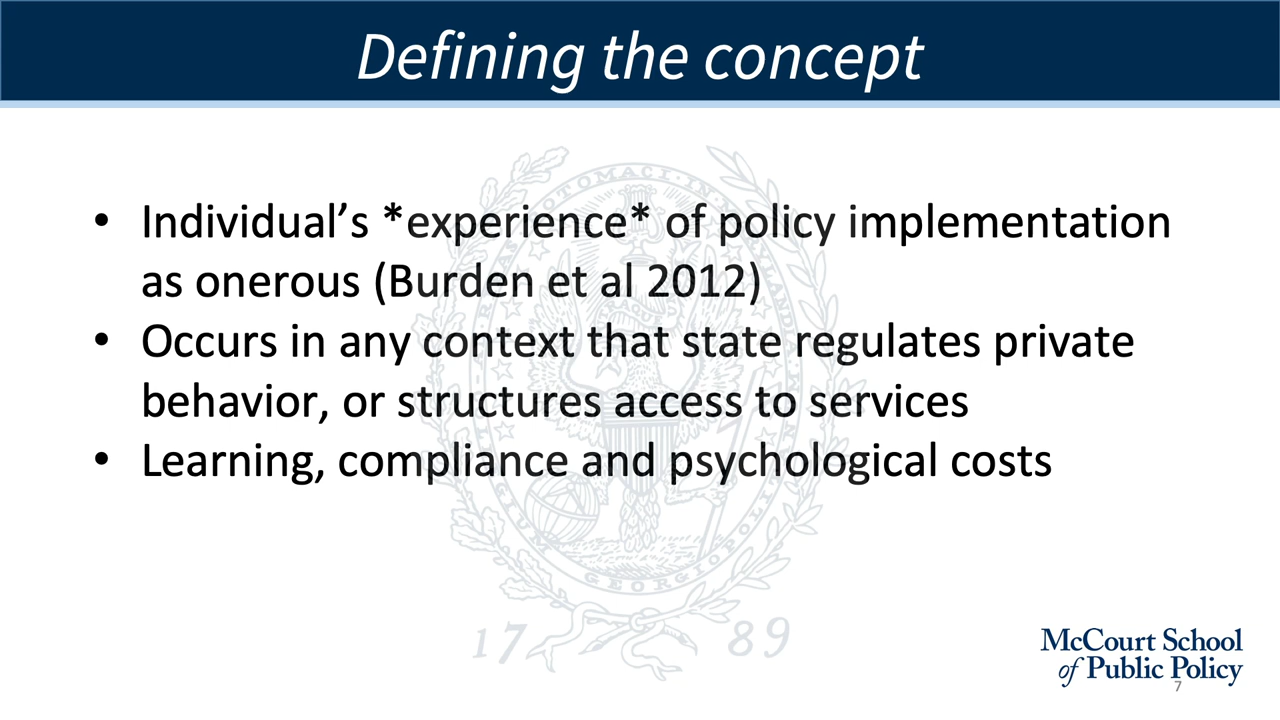 Defining the concept
• Individual’s *experience* of policy implementation
as onerous (Burden et al 2012)
• Occurs in any context that state regulates private
behavior, or structures access to services
• Learning, compliance and psychological costs
17 89
McCourt School
of Public Policy
7